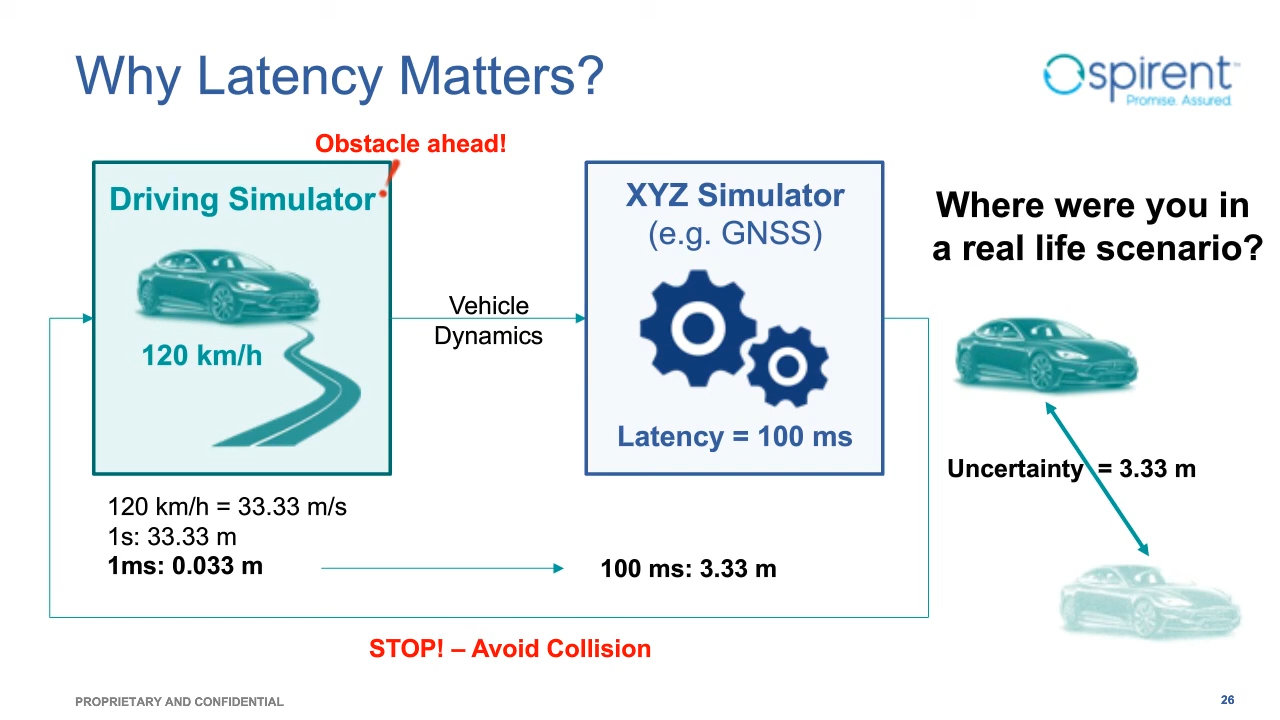 Why Latency Matters?
spirent™
Promise. Assured.
Obstacle ahead!
!
Driving Simulator
120 km/h
Vehicle
Dynamics
XYZ Simulator
(e.g. GNSS)
Latency = 100 ms
Where were you in
a real life scenario?
Uncertainty = 3.33 m
120 km/h = 33.33 m/s
1s: 33.33 m
1ms: 0.033 m
100 ms: 3.33 m
STOP! – Avoid Collision
PROPRIETARY AND CONFIDENTIAL
26